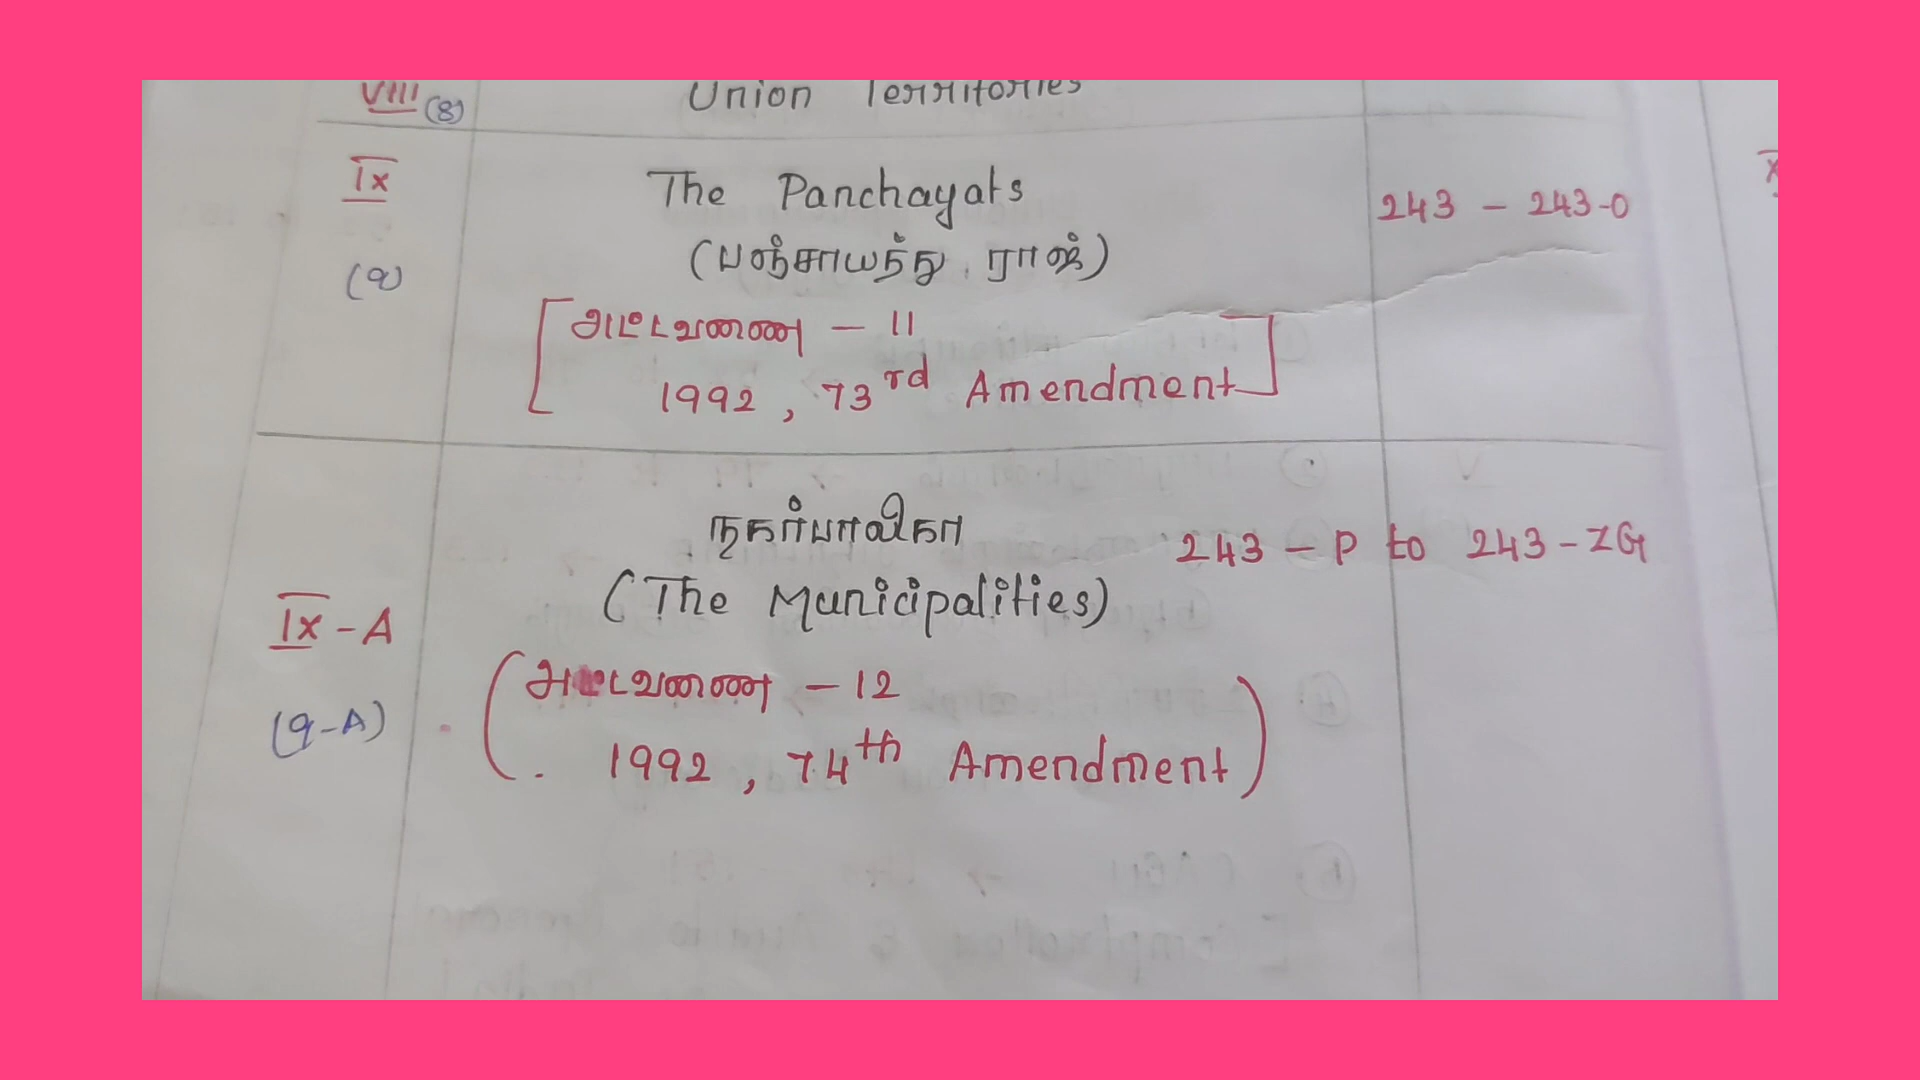 VIII (8) Union Territories
IX The Panchayats 243 - 243-O
(9) (பஞ்சாயத்து ராஜ்)
[அட்டவணை - 11
1992, 73rd Amendment]
நகர்பாலிகா 243 - P to 243 - ZG
IX - A (The Municipalities)
(9-A) (அட்டவணை - 12
1992, 74th Amendment)